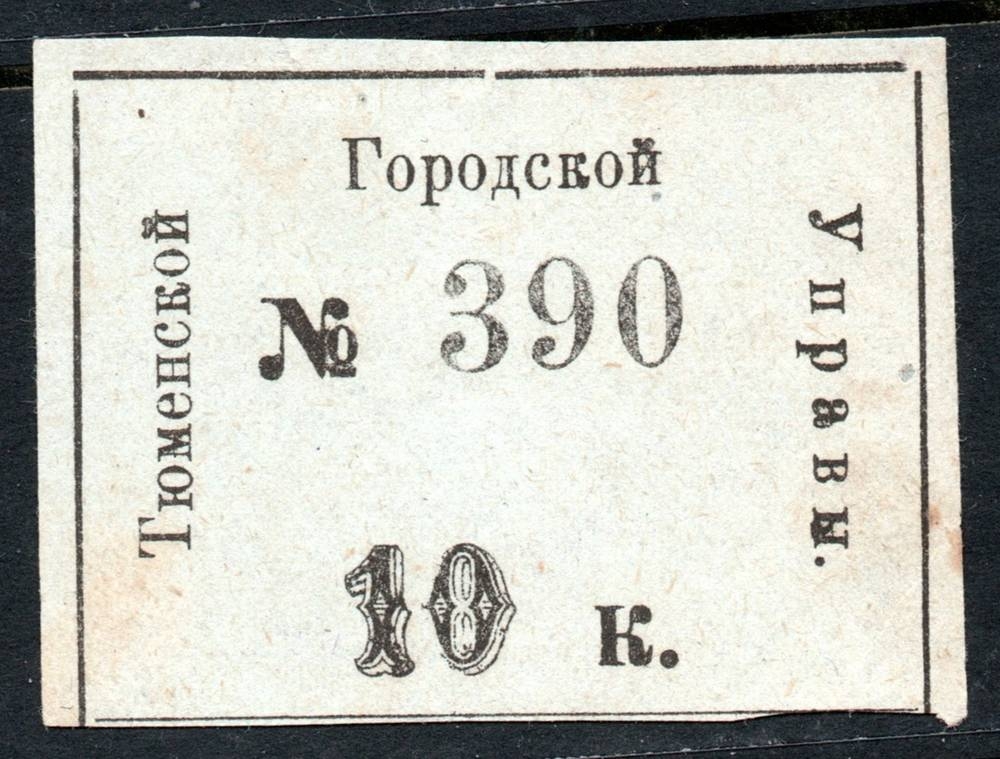 Тюменской
Городской
Управы.
№ 390
10 К.